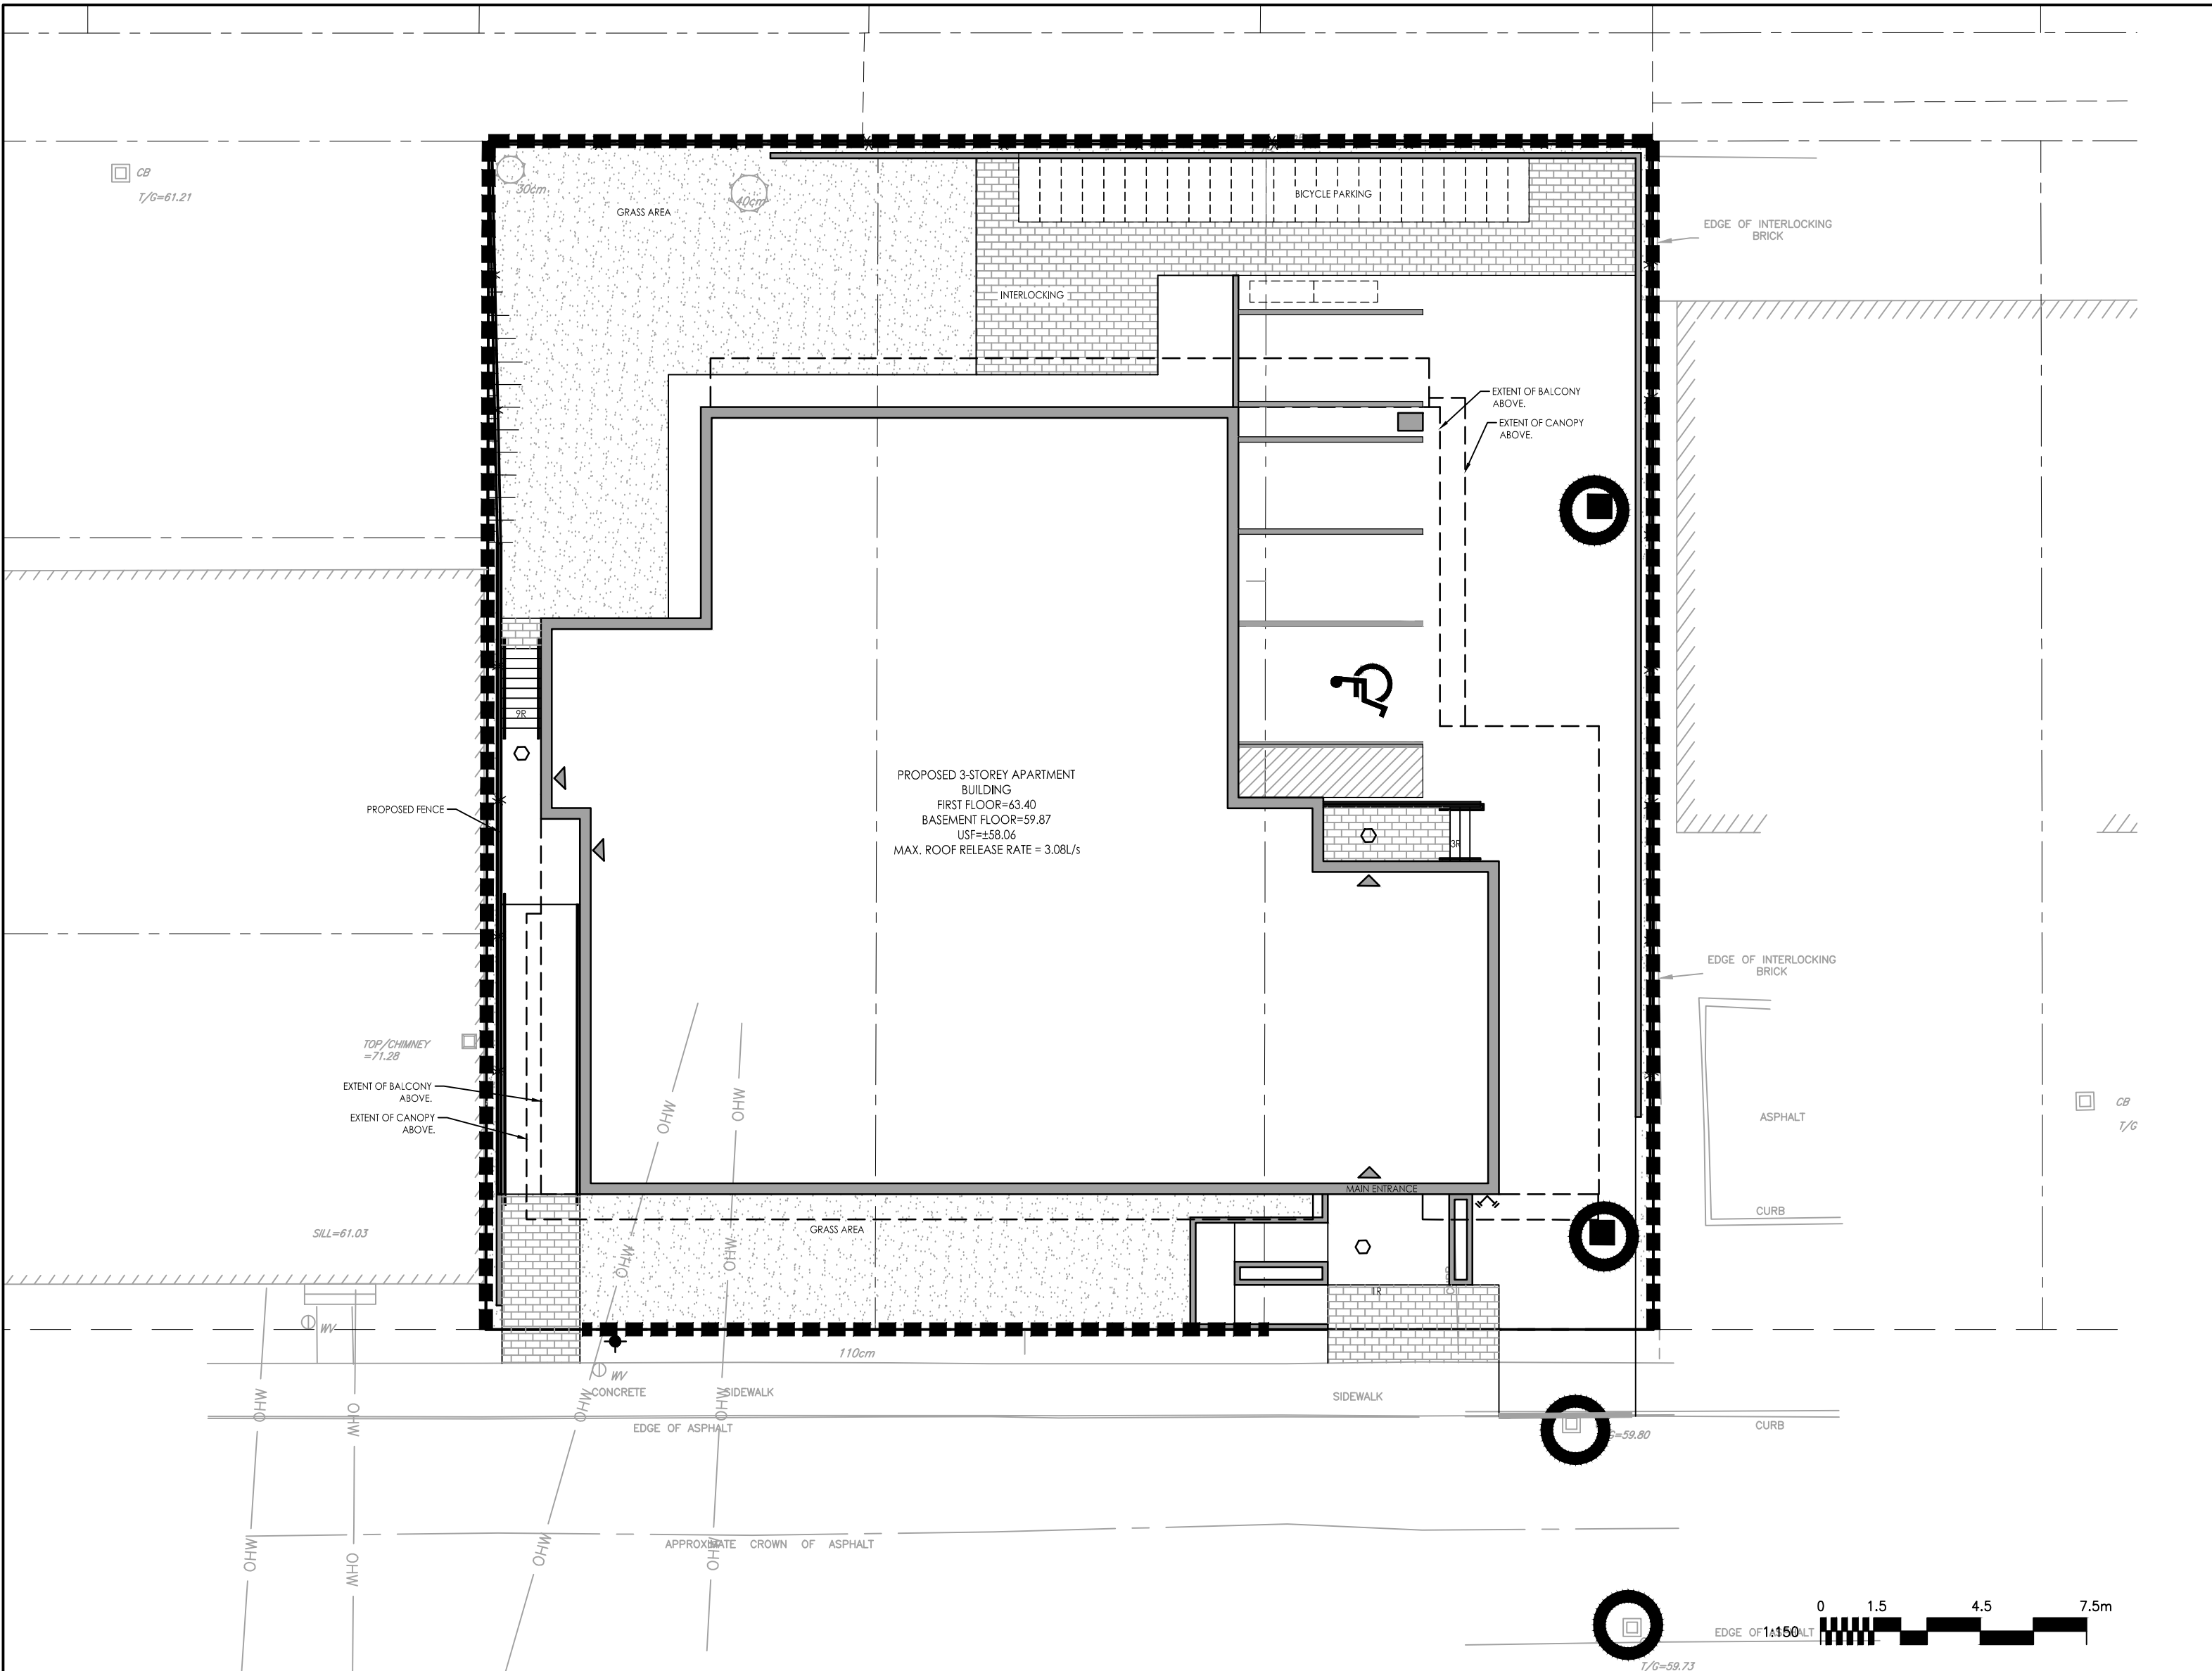 CB
T/G=61.21
30cm
40cm
GRASS AREA
BICYCLE PARKING
EDGE OF INTERLOCKING
BRICK
INTERLOCKING
EXTENT OF BALCONY
ABOVE.
EXTENT OF CANOPY
ABOVE.
9R
PROPOSED FENCE
PROPOSED 3-STOREY APARTMENT
BUILDING
FIRST FLOOR=63.40
BASEMENT FLOOR=59.87
USF=±58.06
MAX. ROOF RELEASE RATE = 3.08L/s
3R
EDGE OF INTERLOCKING
BRICK
TOP/CHIMNEY
=71.28
EXTENT OF BALCONY
ABOVE.
EXTENT OF CANOPY
ABOVE.
OHW
OHW
ASPHALT
CB
T/G
MAIN ENTRANCE
CURB
SILL=61.03
GRASS AREA
OHW
OHW
1R
WV
110cm
WV
CONCRETE SIDEWALK
SIDEWALK
OHW
OHW
OHW
OHW
EDGE OF ASPHALT
CURB
G=59.80
APPROXIMATE CROWN OF ASPHALT
OHW
OHW
OHW
OHW
0 1.5 4.5 7.5m
1:150
EDGE OF ASPHALT
T/G=59.73